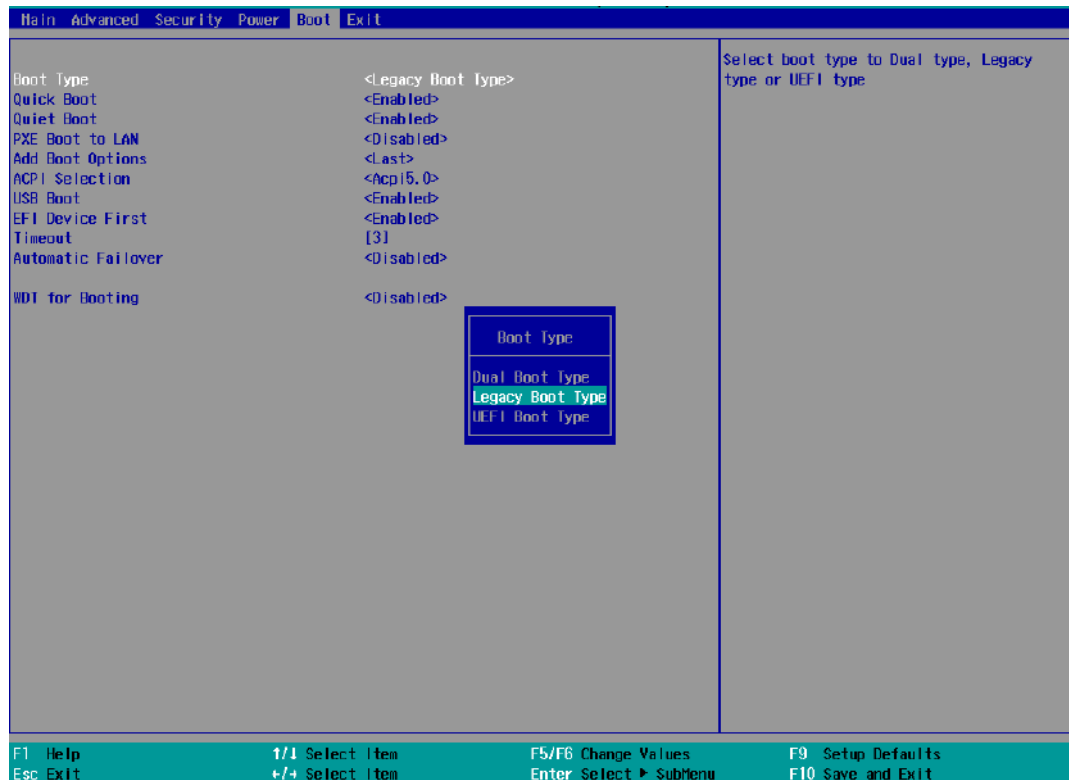 Main Advanced Security Power Boot Exit
Boot Type <Legacy Boot Type>
Quick Boot <Enabled>
Quiet Boot <Enabled>
PXE Boot to LAN <Disabled>
Add Boot Options <Last>
ACPI Selection <Acpi5.0>
USB Boot <Enabled>
EFI Device First <Enabled>
Timeout [3]
Automatic Failover <Disabled>
WDT for Booting <Disabled>
Select boot type to Dual type, Legacy
type or UEFI type
Boot Type
Dual Boot Type
Legacy Boot Type
UEFI Boot Type
F1 Help ↑/↓ Select Item F5/F6 Change Values F9 Setup Defaults
Esc Exit ←/→ Select Item Enter Select ▶ SubMenu F10 Save and Exit